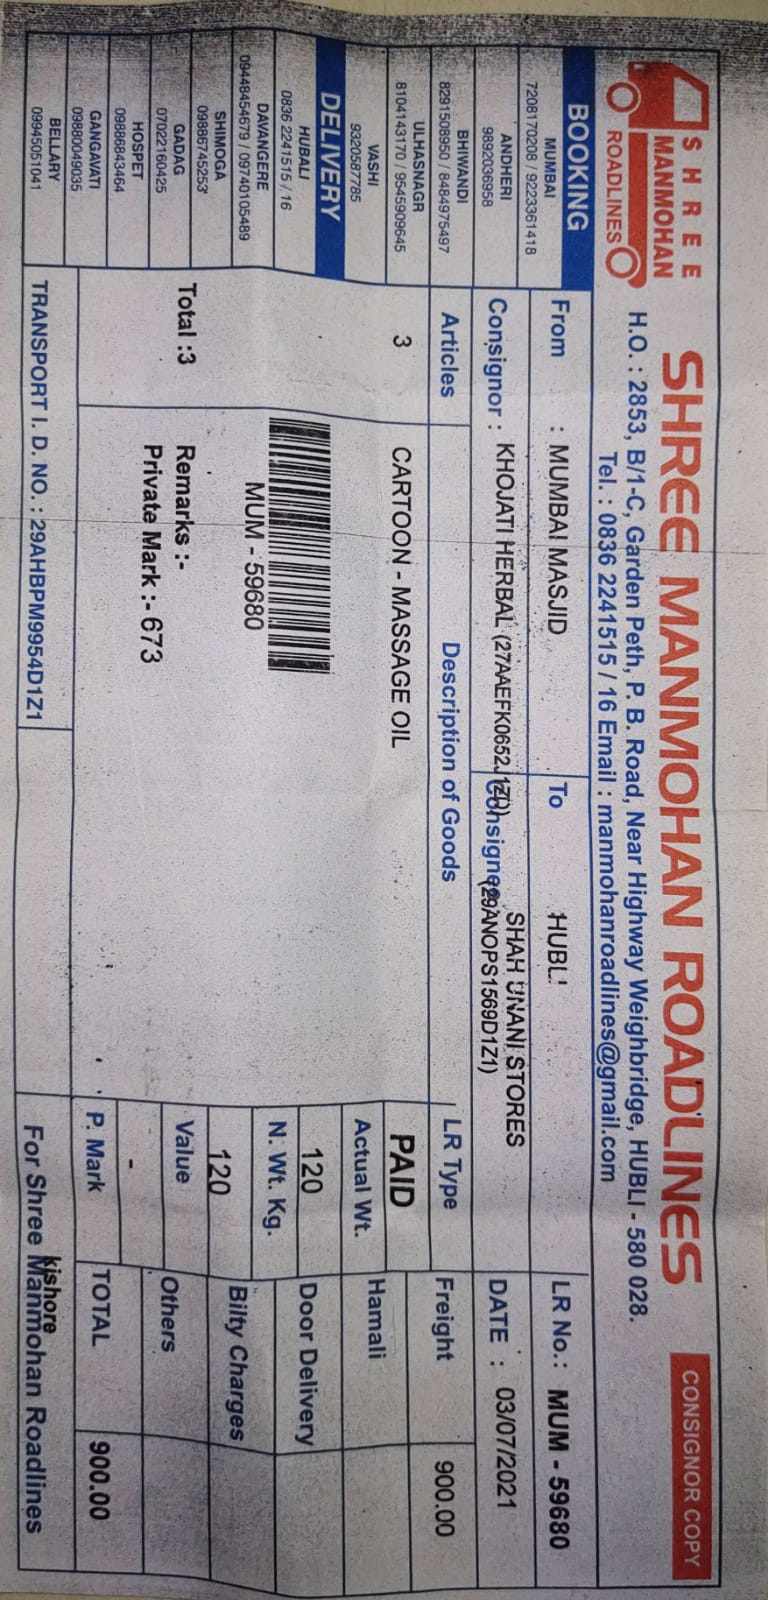 SHREE
MANMOHAN
ROADLINES
SHREE MANMOHAN ROADLINES
CONSIGNOR COPY
H.O. : 2853, B/1-C, Garden Peth, P. B. Road, Near Highway Weighbridge, HUBLI - 580 028.
Tel. : 0836 2241515 / 16 Email : manmohanroadlines@gmail.com
BOOKING
MUMBAI
7208170208 / 9223361418
ANDHERI
9892036958
BHIWANDI
8291508950 / 8484975497
ULHASNAGR
8104143170 / 9545909645
VASHI
9320587785
DELIVERY
HUBALI
0836 2241515 / 16
DAVANGERE
09448454679 / 09740105489
SHIMOGA
09886745253
GADAG
07022160425
HOSPET
09886843464
GANGAVATI
09880049035
BELLARY
09945051041
From : MUMBAI MASJID
To HUBLI
LR No.: MUM - 59680
Consignor : KHOJATI HERBAL (27AAEFK0652J1ZD)
Consignee SHAH UNANI STORES
(29ANOPS1569D1Z1)
DATE : 03/07/2021
Articles Description of Goods LR Type Freight 900.00
3 CARTOON - MASSAGE OIL PAID Hamali
Actual Wt.
120 Door Delivery
N. Wt. Kg.
MUM - 59680
120 Bilty Charges
Total :3 Remarks :- Value Others
Private Mark :- 673 -
P. Mark TOTAL 900.00
TRANSPORT I. D. NO. : 29AHBPM9954D1Z1
kishore
For Shree Manmohan Roadlines